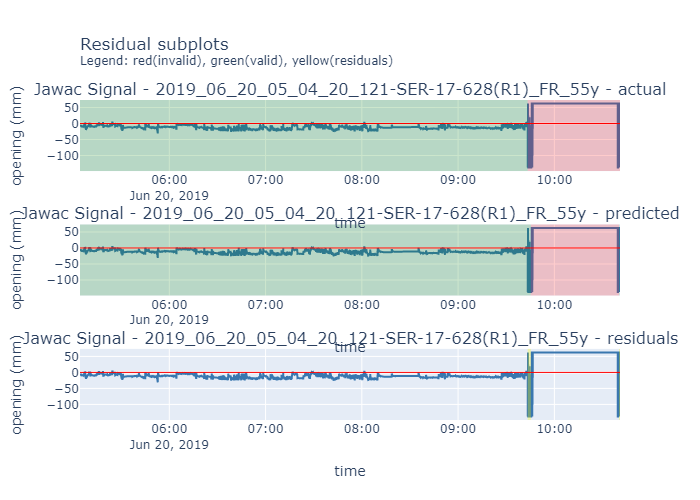 Residual subplots
Legend: red(invalid), green(valid), yellow(residuals)
Jawac Signal - 2019_06_20_05_04_20_121-SER-17-628(R1)_FR_55y - actual
opening (mm)
50
0
−50
−100
06:00 07:00 08:00 09:00 10:00
Jun 20, 2019
time
Jawac Signal - 2019_06_20_05_04_20_121-SER-17-628(R1)_FR_55y - predicted
opening (mm)
50
0
−50
−100
06:00 07:00 08:00 09:00 10:00
Jun 20, 2019
time
Jawac Signal - 2019_06_20_05_04_20_121-SER-17-628(R1)_FR_55y - residuals
opening (mm)
50
0
−50
−100
06:00 07:00 08:00 09:00 10:00
Jun 20, 2019
time